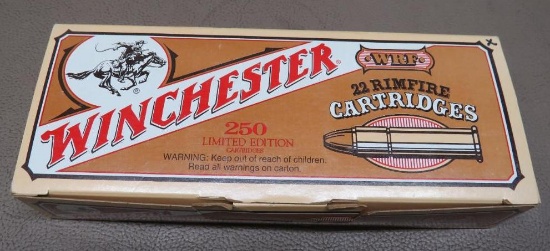 WINCHESTER®
WRF
22 RIMFIRE
CARTRIDGES
250
LIMITED EDITION
CARTRIDGES
WARNING: Keep out of reach of children.
Read all warnings on carton.
®
X